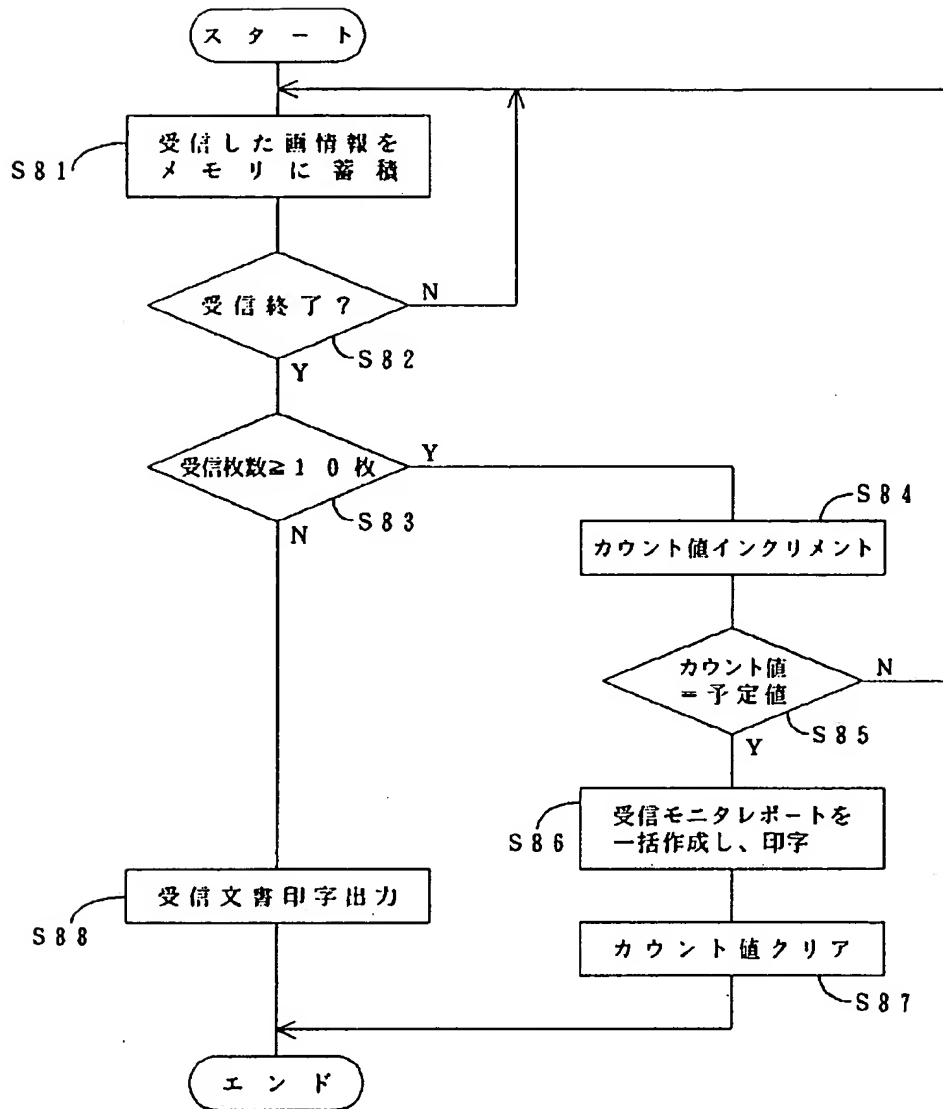 スタート
受信した画情報を
メモリに蓄積
S81
受信終了?
N
S82
Y
受信枚数≧10枚
Y
S83
N
S84
カウント値インクリメント
カウント値
=予定値
N
S85
Y
受信モニタレポートを
一括作成し、印字
S86
受信文書印字出力
S88
カウント値クリア
S87
エンド